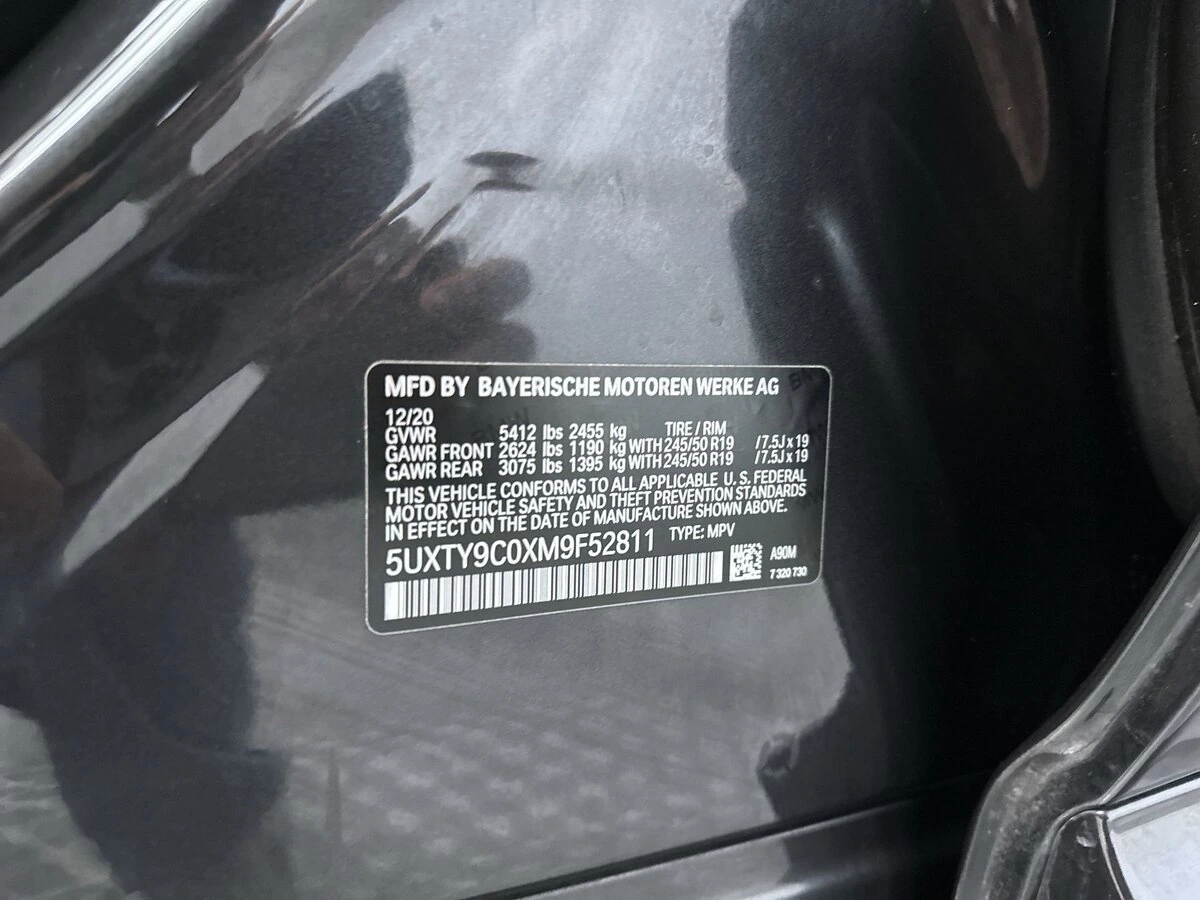 MFD BY BAYERISCHE MOTOREN WERKE AG
12/20
GVWR 5412 lbs 2455 kg TIRE / RIM
GAWR FRONT 2624 lbs 1190 kg WITH 245/50 R19 /7.5J x 19
GAWR REAR 3075 lbs 1395 kg WITH 245/50 R19 /7.5J x 19
THIS VEHICLE CONFORMS TO ALL APPLICABLE U. S. FEDERAL
MOTOR VEHICLE SAFETY AND THEFT PREVENTION STANDARDS
IN EFFECT ON THE DATE OF MANUFACTURE SHOWN ABOVE.
5UXTY9C0XM9F52811 TYPE: MPV
A90M
7 320 730